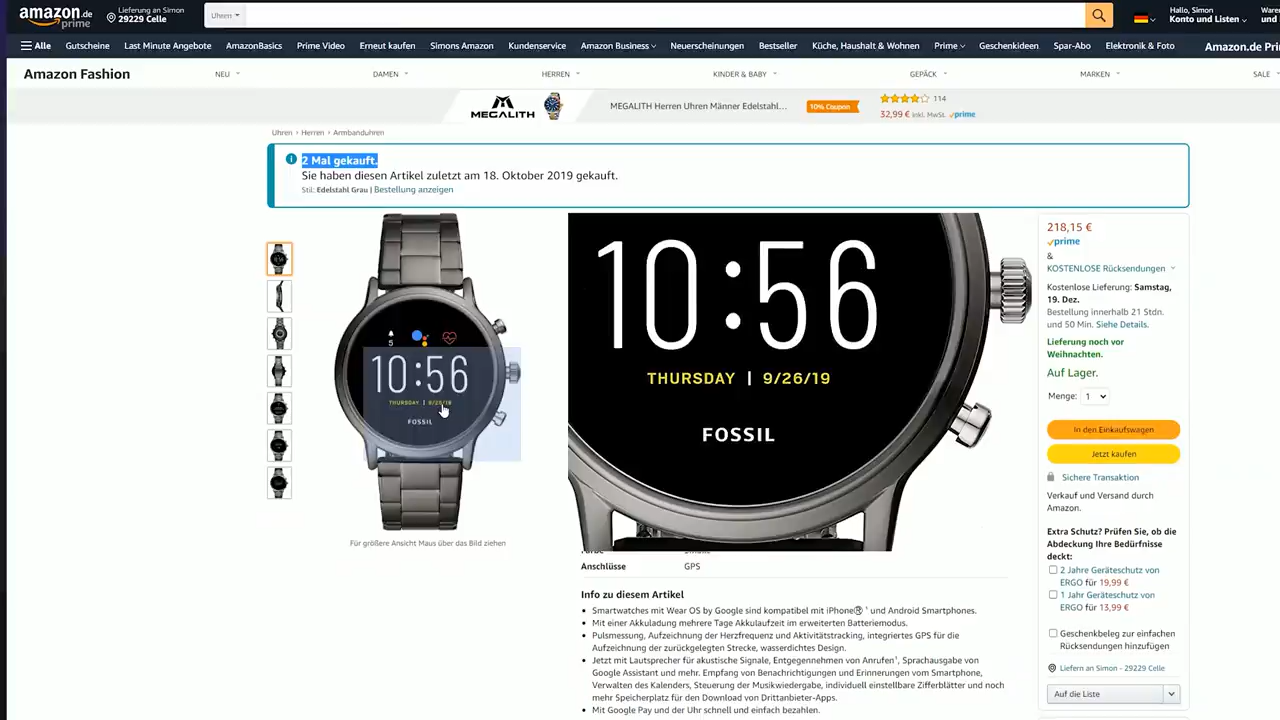 amazon.de
prime
Lieferung an Simon
29229 Celle
Uhren
Hallo, Simon
Konto und Listen
Alle
Gutscheine
Last Minute Angebote
AmazonBasics
Prime Video
Erneut kaufen
Simons Amazon
Kundenservice
Amazon Business
Neuerscheinungen
Bestseller
Küche, Haushalt & Wohnen
Prime
Geschenkideen
Spar-Abo
Elektronik & Foto
Amazon.de Pri
Amazon Fashion
NEU
DAMEN
HERREN
KINDER & BABY
GEPÄCK
MARKEN
SALE
MEGALITH
MEGALITH Herren Uhren Männer Edelstahl...
10% Coupon
114
32,99 € inkl. MwSt. prime
Uhren › Herren › Armbanduhren
2 Mal gekauft.
Sie haben diesen Artikel zuletzt am 18. Oktober 2019 gekauft.
Stil: Edelstahl Grau | Bestellung anzeigen
5
10:56
THURSDAY | 9/26/19
FOSSIL
Für größere Ansicht Maus über das Bild ziehen
10:56
THURSDAY | 9/26/19
FOSSIL
Anschlüsse GPS
Info zu diesem Artikel
Smartwatches mit Wear OS by Google sind kompatibel mit iPhone® ¹ und Android Smartphones.
Mit einer Akkuladung mehrere Tage Akkulaufzeit im erweiterten Batteriemodus.
Pulsmessung, Aufzeichnung der Herzfrequenz und Aktivitätstracking, integriertes GPS für die
Aufzeichnung der zurückgelegten Strecke, wasserdichtes Design.
Jetzt mit Lautsprecher für akustische Signale, Entgegennehmen von Anrufen¹, Sprachausgabe von
Google Assistant und mehr. Empfang von Benachrichtigungen und Erinnerungen vom Smartphone,
Verwalten des Kalenders, Steuerung der Musikwiedergabe, individuell einstellbare Zifferblätter und noch
mehr Speicherplatz für den Download von Drittanbieter-Apps.
Mit Google Pay und der Uhr schnell und einfach bezahlen.
218,15 €
prime
&
KOSTENLOSE Rücksendungen
Kostenlose Lieferung: Samstag,
19. Dez.
Bestellung innerhalb 21 Stdn.
und 50 Min. Siehe Details.
Lieferung noch vor
Weihnachten.
Auf Lager.
Menge: 1
In den Einkaufswagen
Jetzt kaufen
Sichere Transaktion
Verkauf und Versand durch
Amazon.
Extra Schutz? Prüfen Sie, ob die
Abdeckung Ihre Bedürfnisse
deckt:
2 Jahre Geräteschutz von
ERGO für 19,99 €
1 Jahr Geräteschutz von
ERGO für 13,99 €
Geschenkbeleg zur einfachen
Rücksendungen hinzufügen
Liefern an Simon - 29229 Celle
Auf die Liste